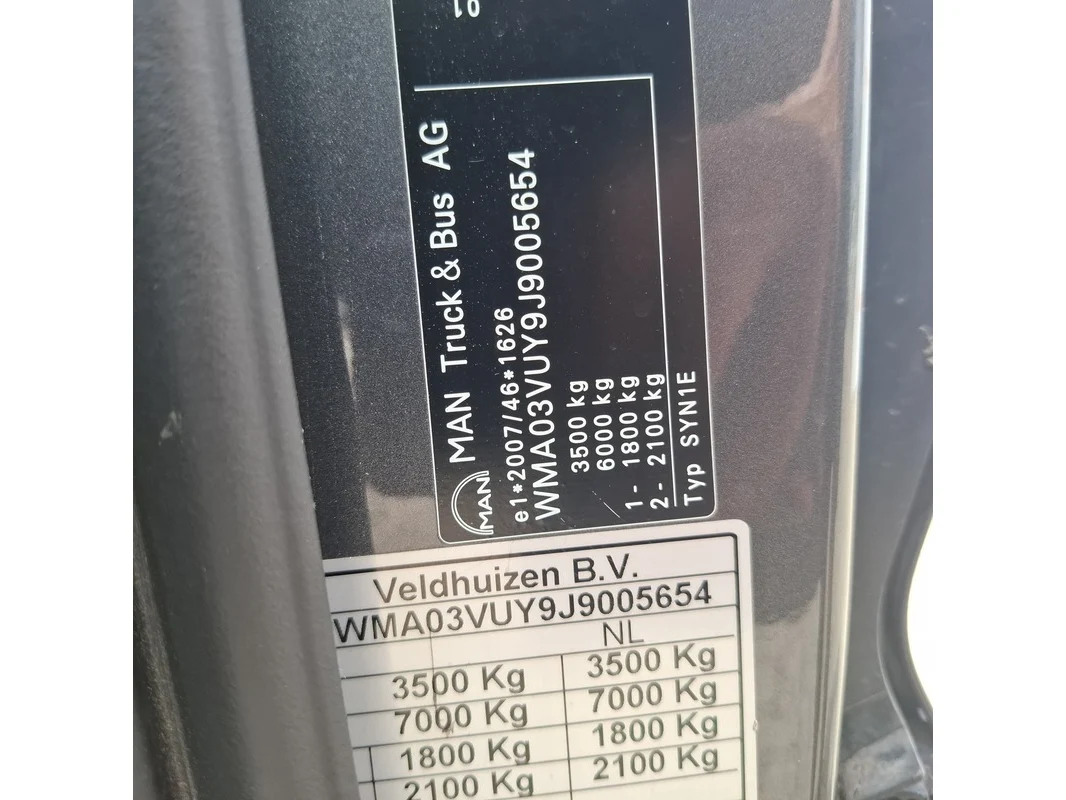 01
MAN MAN Truck & Bus AG
e1*2007/46*1626
WMA03VUY9J9005654
3500 kg
6000 kg
1- 1800 kg
2- 2100 kg
Typ SYN1E
Veldhuizen B.V.
WMA03VUY9J9005654
NL
3500 Kg 3500 Kg
7000 Kg 7000 Kg
1800 Kg 1800 Kg
2100 Kg 2100 Kg